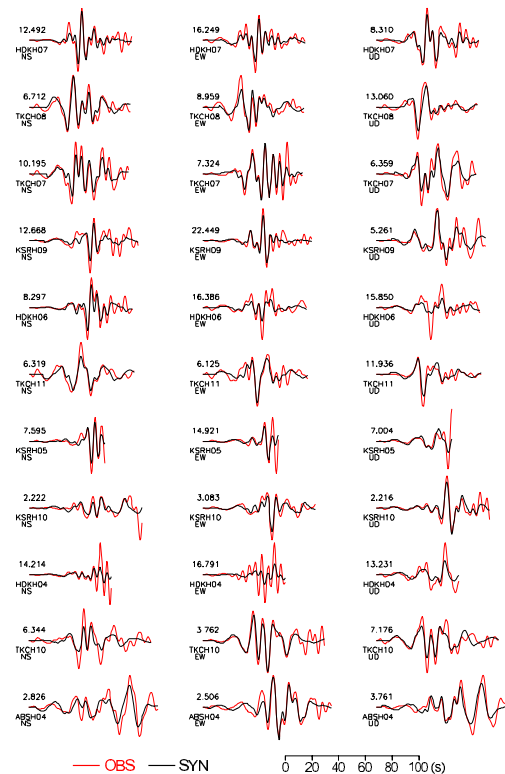 12.492 16.249 8.310
HDKH07 HDKH07 HDKH07
NS EW UD
6.712 8.959 13.060
TKCH08 TKCH08 TKCH08
NS EW UD
10.195 7.324 6.359
TKCH07 TKCH07 TKCH07
NS EW UD
12.668 22.449 5.261
KSRH09 KSRH09 KSRH09
NS EW UD
8.297 16.386 15.850
HDKH06 HDKH06 HDKH06
NS EW UD
6.319 6.125 11.936
TKCH11 TKCH11 TKCH11
NS EW UD
7.595 14.921 7.004
KSRH05 KSRH05 KSRH05
NS EW UD
2.222 3.083 2.216
KSRH10 KSRH10 KSRH10
NS EW UD
14.214 16.791 13.231
HDKH04 HDKH04 HDKH04
NS EW UD
6.344 3.762 7.176
TKCH10 TKCH10 TKCH10
NS EW UD
2.826 2.506 3.761
ABSH04 ABSH04 ABSH04
NS EW UD
OBS SYN 0 20 40 60 80 100 (s)